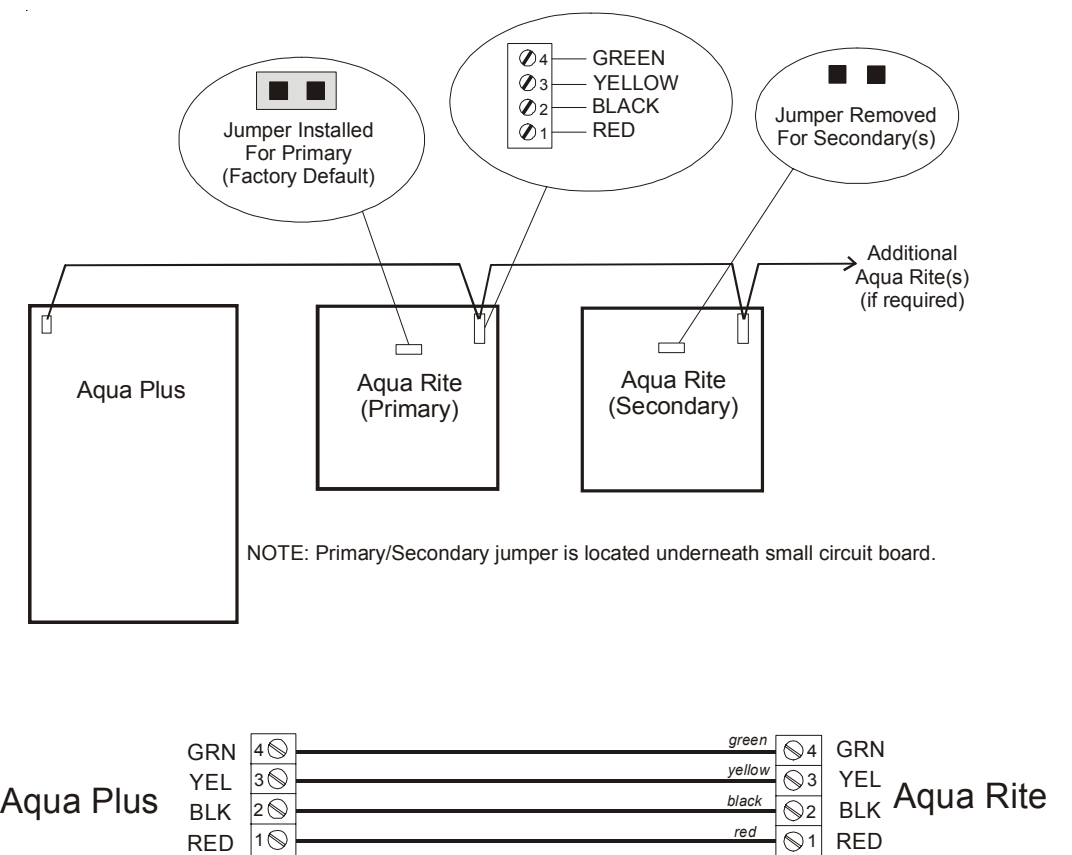 Jumper Installed
For Primary
(Factory Default)
4 GREEN
3 YELLOW
2 BLACK
1 RED
Jumper Removed
For Secondary(s)
Additional
Aqua Rite(s)
(if required)
Aqua Plus
Aqua Rite
(Primary)
Aqua Rite
(Secondary)
NOTE: Primary/Secondary jumper is located underneath small circuit board.
Aqua Plus
GRN 4 green 4 GRN
YEL 3 yellow 3 YEL
BLK 2 black 2 BLK
RED 1 red 1 RED
Aqua Rite